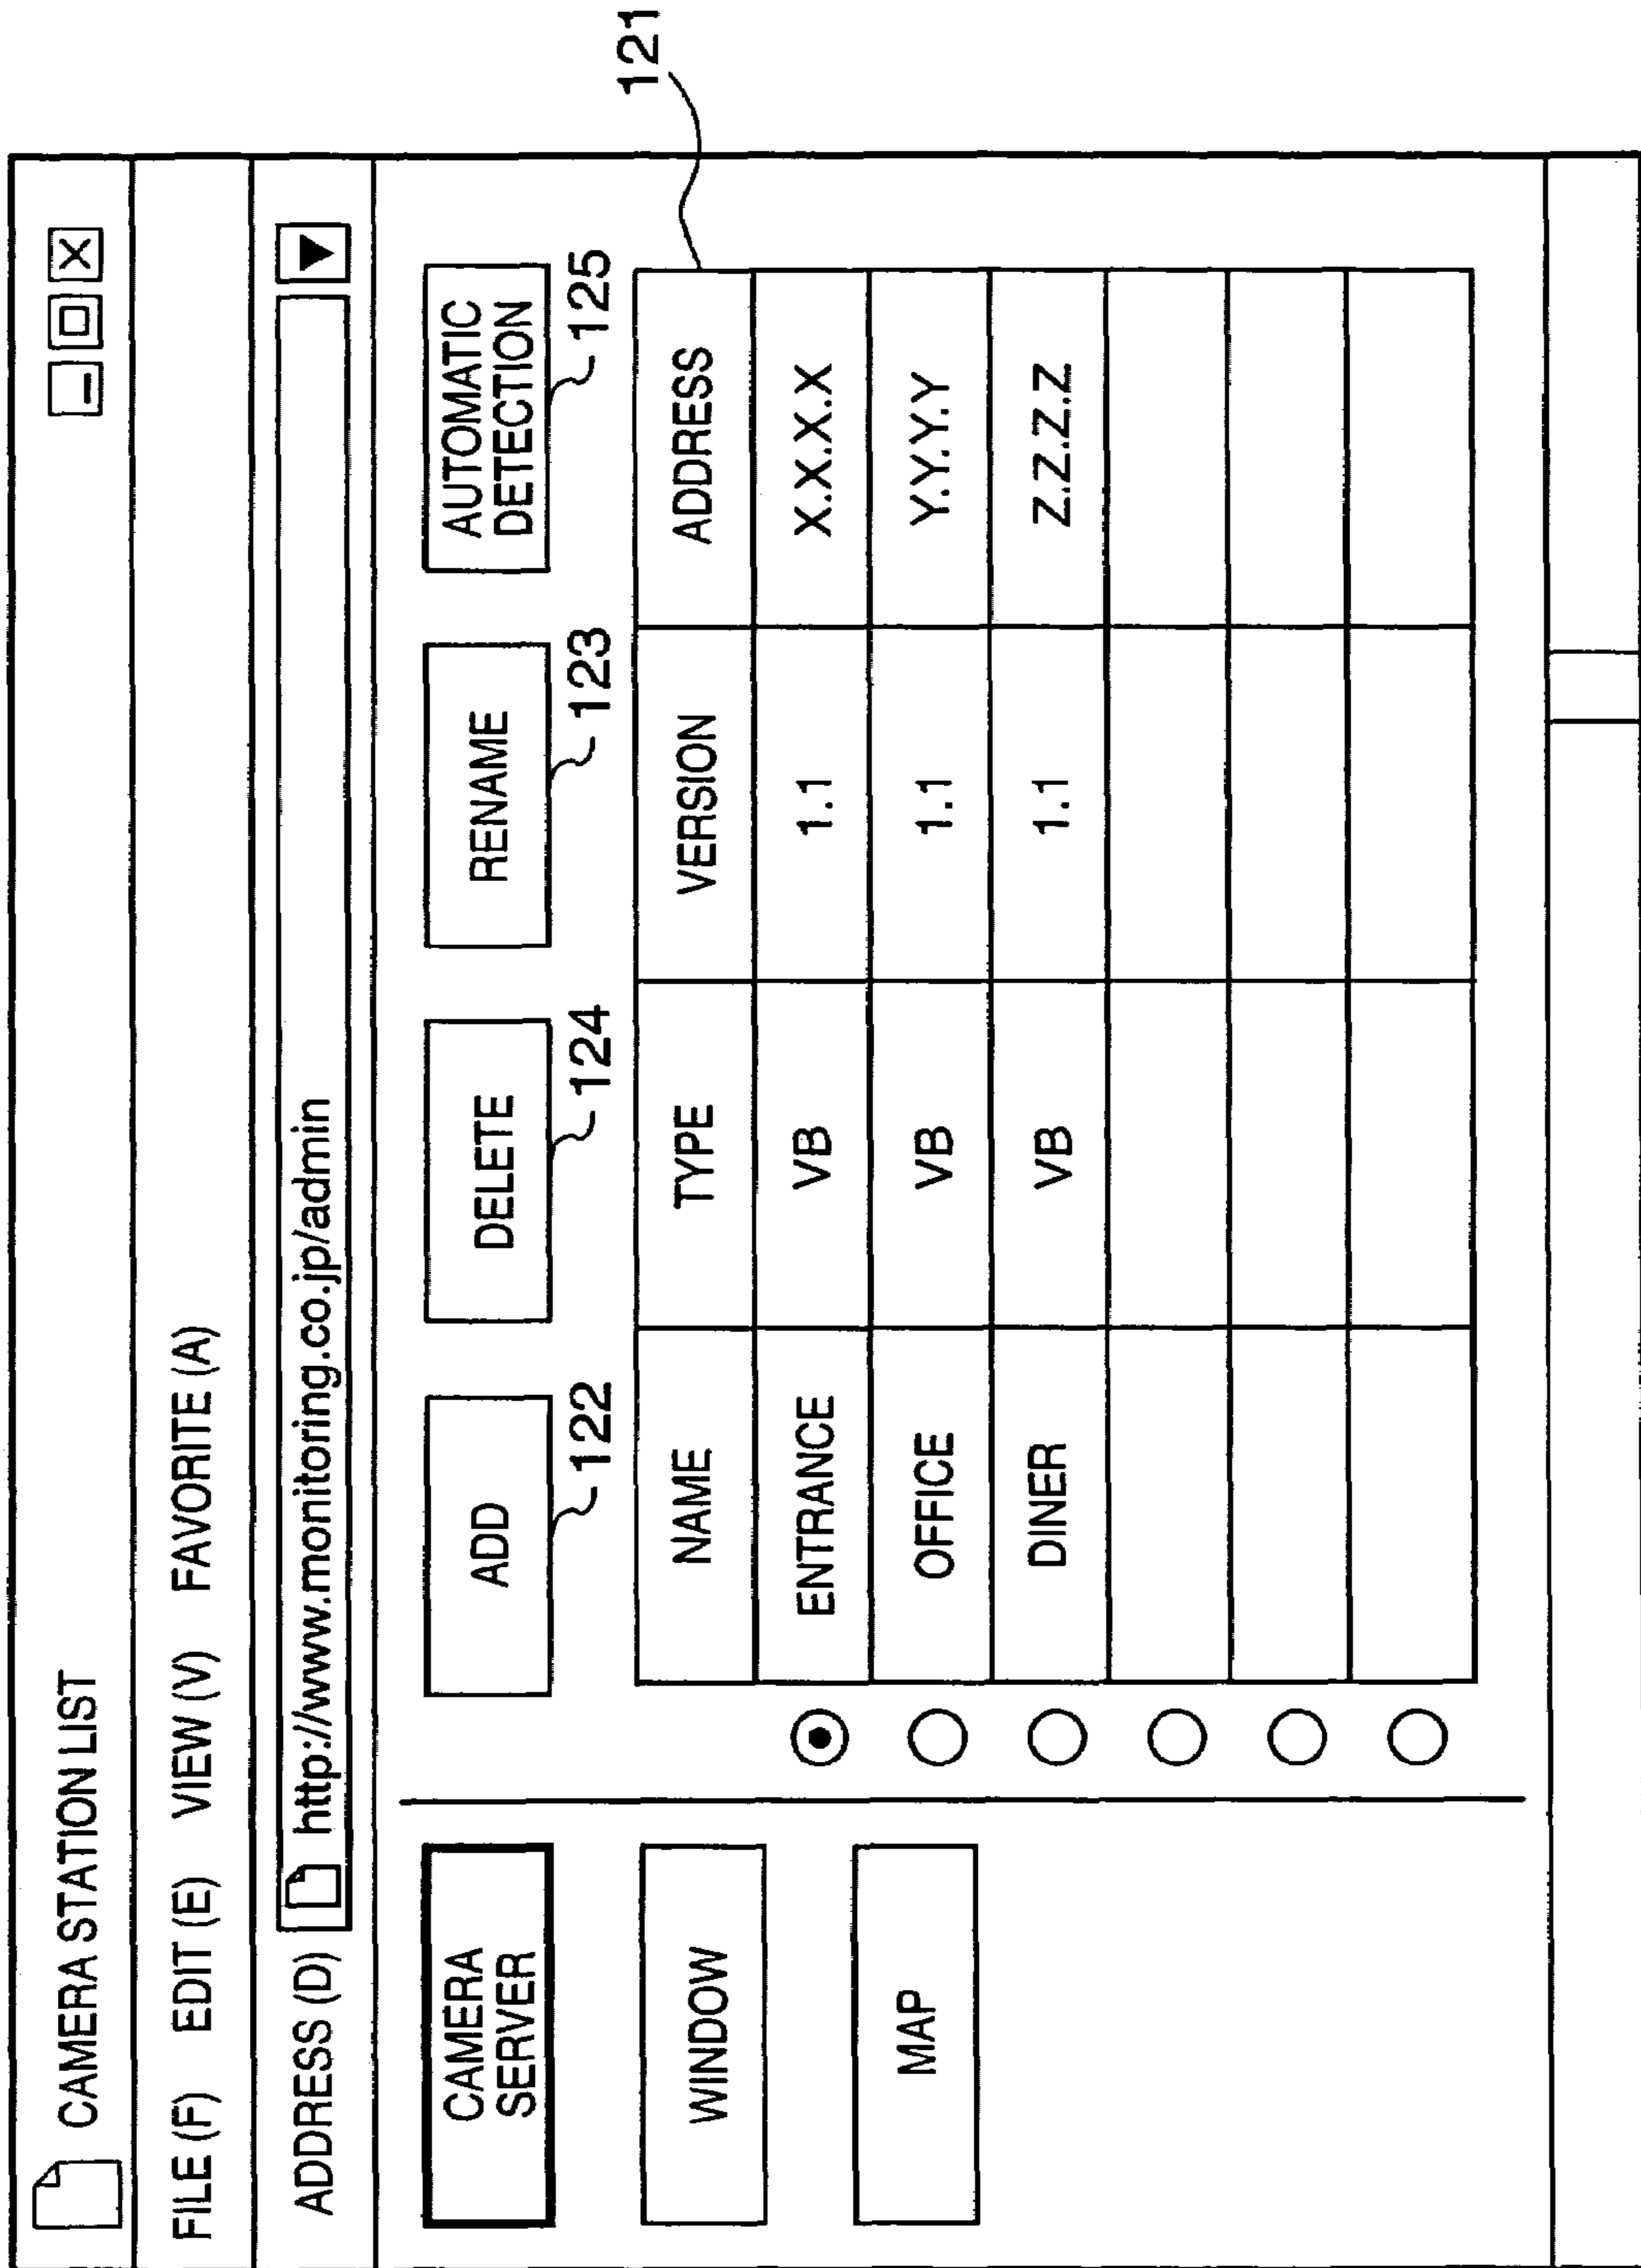 CAMERA STATION LIST
FILE (F) EDIT (E) VIEW (V) FAVORITE (A)
ADDRESS (D) http://www.monitoring.co.jp/admin
CAMERA
SERVER
WINDOW
MAP
ADD
122
DELETE
124
RENAME
123
AUTOMATIC
DETECTION
125
121
NAME TYPE VERSION ADDRESS
ENTRANCE VB 1.1 X.X.X.X
OFFICE VB 1.1 Y.Y.Y.Y
DINER VB 1.1 Z.Z.Z.Z